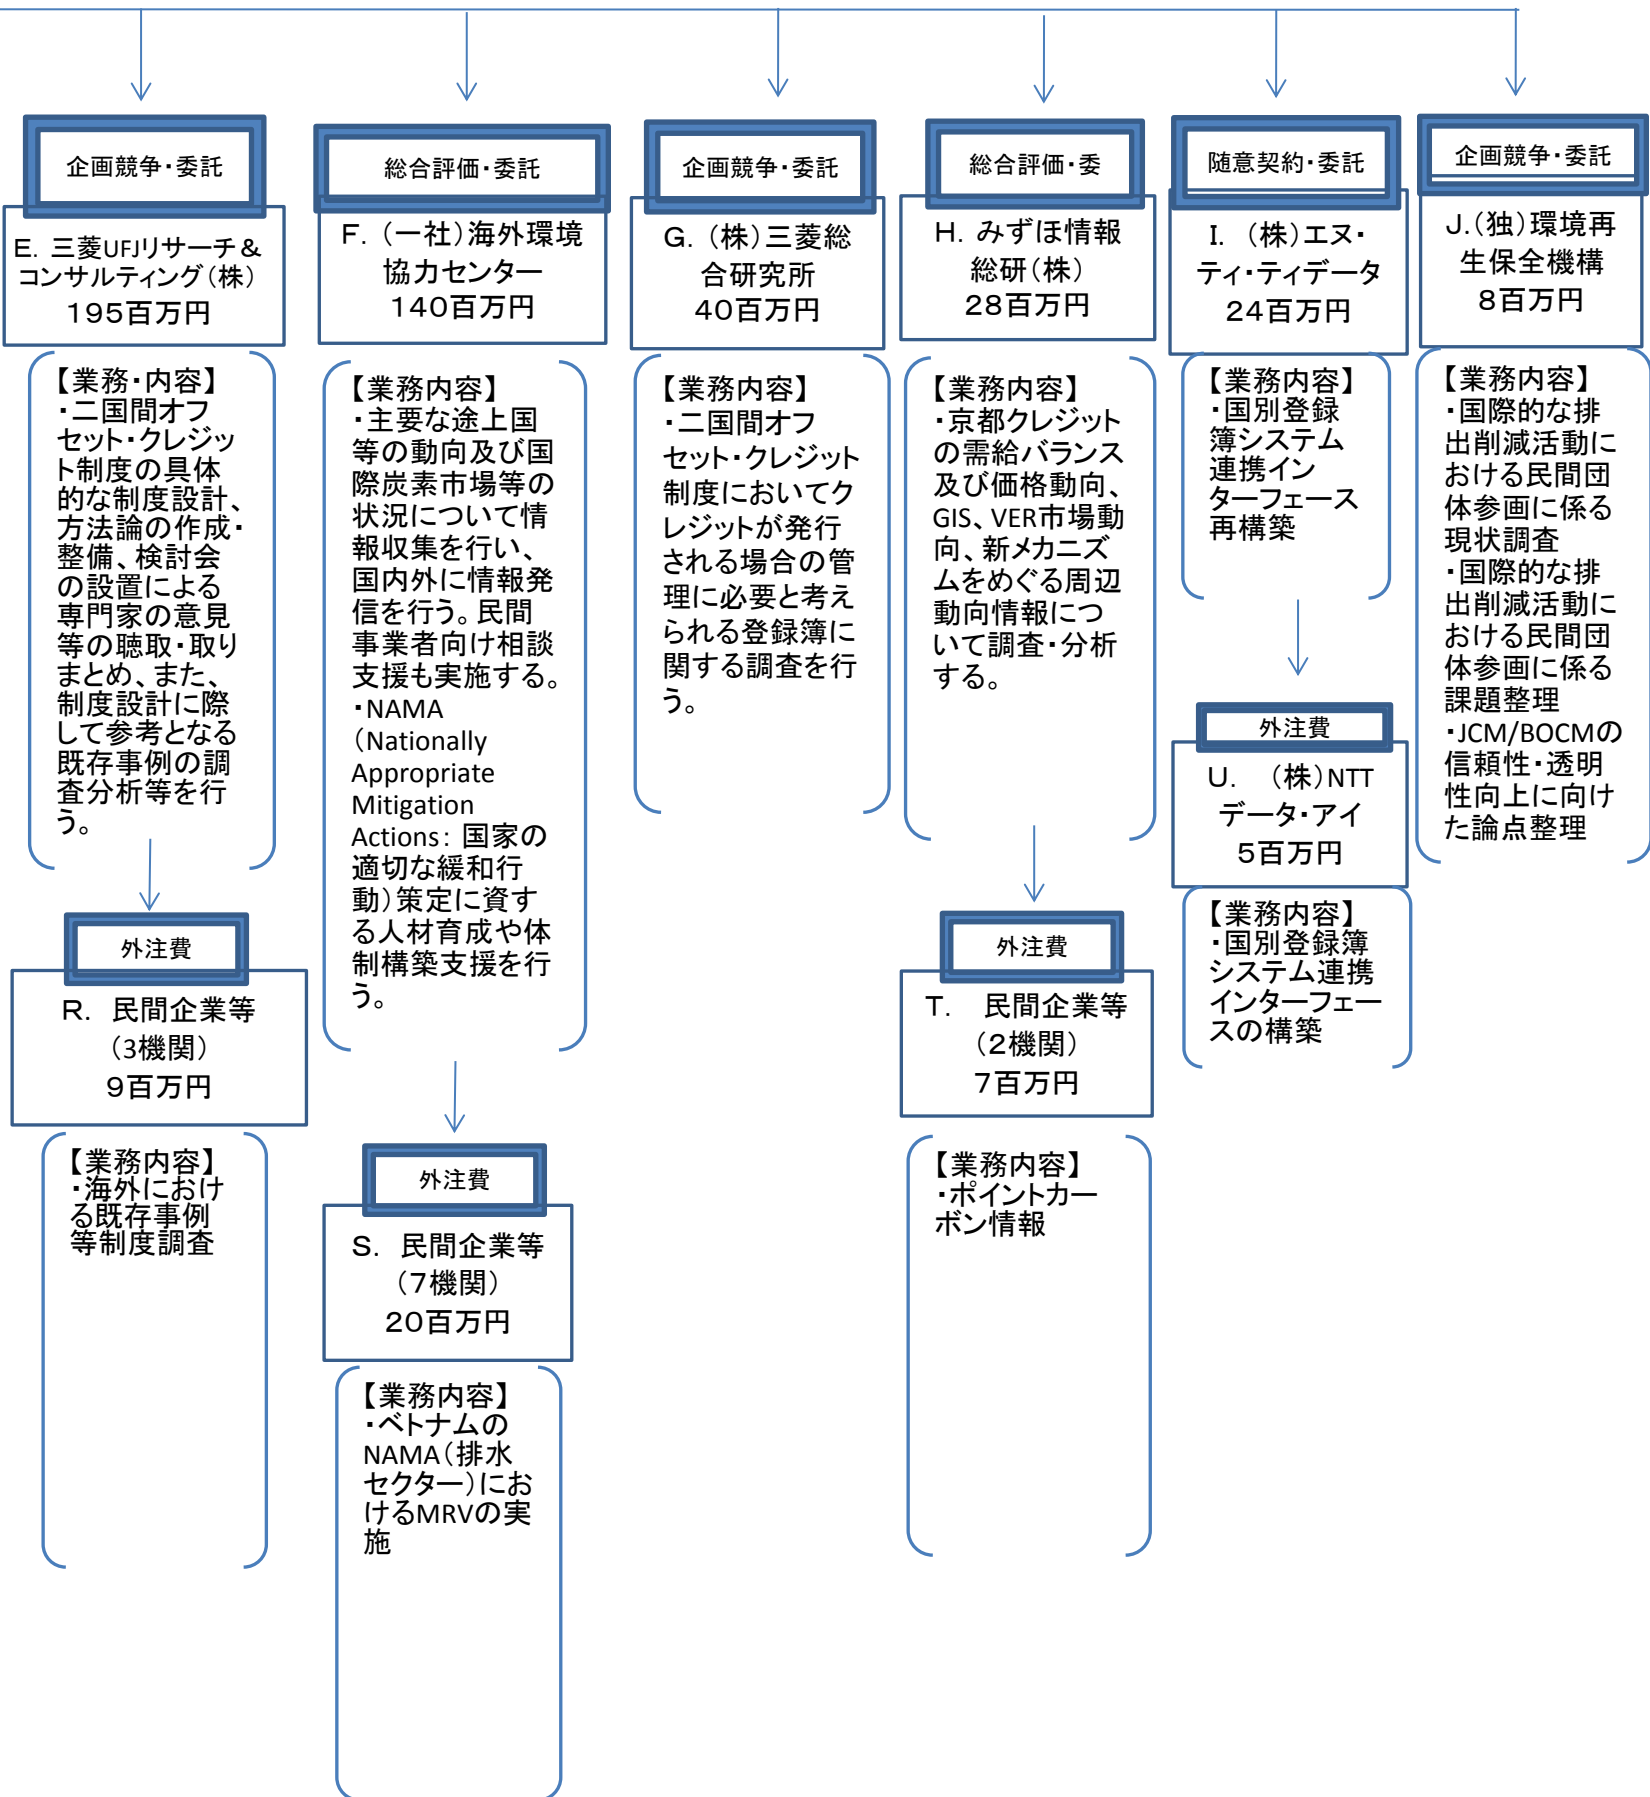 企画競争・委託
E. 三菱UFJリサーチ＆
コンサルティング（株）
195百万円
【業務・内容】
・二国間オフ
セット・クレジッ
ト制度の具体
的な制度設計、
方法論の作成・
整備、検討会
の設置による
専門家の意見
等の聴取・取り
まとめ、また、
制度設計に際
して参考となる
既存事例の調
査分析等を行
う。
外注費
R. 民間企業等
（3機関）
9百万円
【業務内容】
・海外におけ
る既存事例
等制度調査
総合評価・委託
F. （一社）海外環境
協力センター
140百万円
【業務内容】
・主要な途上国
等の動向及び国
際炭素市場等の
状況について情
報収集を行い、
国内外に情報発
信を行う。民間
事業者向け相談
支援も実施する。
・NAMA
（Nationally
Appropriate
Mitigation
Actions： 国家の
適切な緩和行
動）策定に資す
る人材育成や体
制構築支援を行
う。
外注費
S. 民間企業等
（7機関）
20百万円
【業務内容】
・ベトナムの
NAMA（排水
セクター）にお
けるMRVの実
施
企画競争・委託
G. （株）三菱総
合研究所
40百万円
【業務内容】
・二国間オフ
セット・クレジット
制度においてク
レジットが発行
される場合の管
理に必要と考え
られる登録簿に
関する調査を行
う。
総合評価・委
H. みずほ情報
総研（株）
28百万円
【業務内容】
・京都クレジット
の需給バランス
及び価格動向、
GIS、VER市場動
向、新メカニズ
ムをめぐる周辺
動向情報につ
いて調査・分析
する。
外注費
T. 民間企業等
（2機関）
7百万円
【業務内容】
・ポイントカー
ボン情報
随意契約・委託
I. （株）エヌ・
ティ・ティデータ
24百万円
【業務内容】
・国別登録
簿システム
連携イン
ターフェース
再構築
外注費
U. （株）NTT
データ・アイ
5百万円
【業務内容】
・国別登録簿
システム連携
インターフェー
スの構築
企画競争・委託
J.（独）環境再
生保全機構
8百万円
【業務内容】
・国際的な排
出削減活動に
おける民間団
体参画に係る
現状調査
・国際的な排
出削減活動に
おける民間団
体参画に係る
課題整理
・JCM/BOCMの
信頼性・透明
性向上に向け
た論点整理